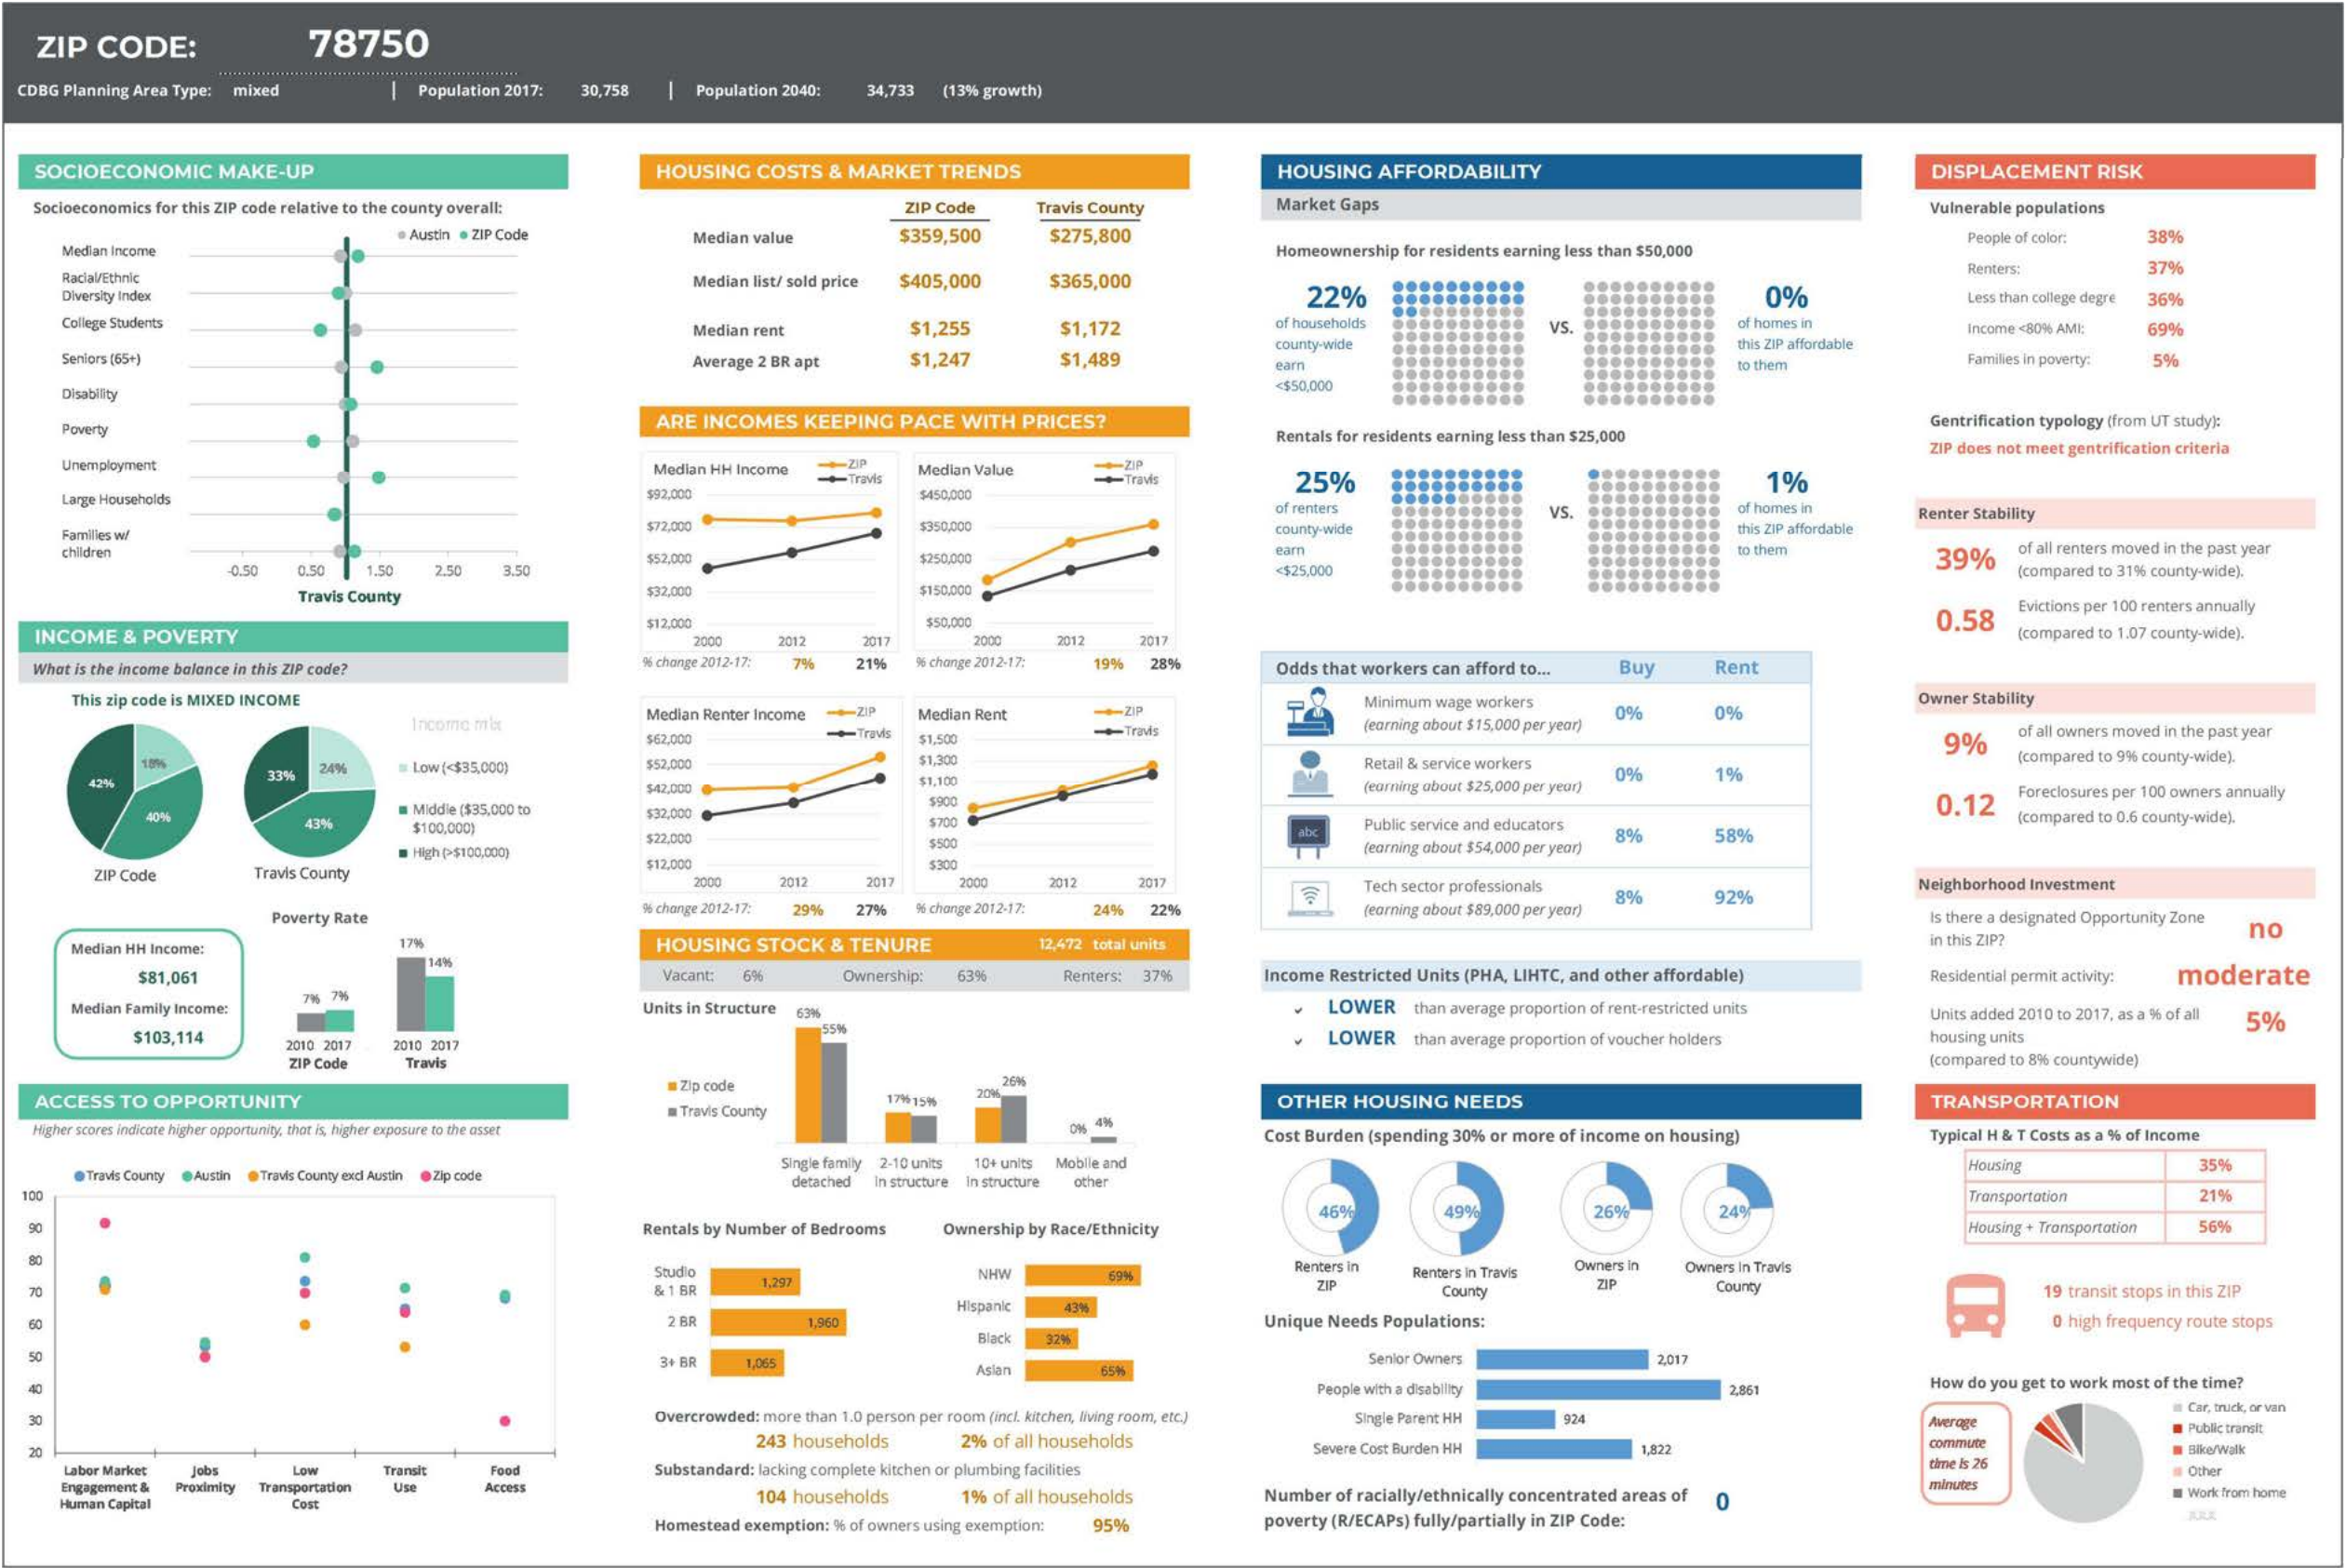 ZIP CODE: 78750
CDBG Planning Area Type: mixed | Population 2017: 30,758 | Population 2040: 34,733 (13% growth)
SOCIOECONOMIC MAKE-UP
Socioeconomics for this ZIP code relative to the county overall:
Austin ZIP Code
Median Income
Racial/Ethnic
Diversity Index
College Students
Seniors (65+)
Disability
Poverty
Unemployment
Large Households
Families w/
children
-0.50 0.50 1.50 2.50 3.50
Travis County
INCOME & POVERTY
What is the income balance in this ZIP code?
This zip code is MIXED INCOME
Income mix
18%
42%
40%
ZIP Code
24%
33%
43%
Travis County
Low (<$35,000)
Middle ($35,000 to
$100,000)
High (>$100,000)
Median HH Income:
$81,061
Median Family Income:
$103,114
Poverty Rate
7% 7%
17%
14%
2010 2017 2010 2017
ZIP Code Travis
ACCESS TO OPPORTUNITY
Higher scores indicate higher opportunity, that is, higher exposure to the asset
Travis County Austin Travis County excl Austin Zip code
100
90
80
70
60
50
40
30
20
Labor Market
Engagement &
Human Capital
Jobs
Proximity
Low
Transportation
Cost
Transit
Use
Food
Access
HOUSING COSTS & MARKET TRENDS
ZIP Code Travis County
Median value $359,500 $275,800
Median list/ sold price $405,000 $365,000
Median rent $1,255 $1,172
Average 2 BR apt $1,247 $1,489
ARE INCOMES KEEPING PACE WITH PRICES?
Median HH Income
ZIP
Travis
$92,000
$72,000
$52,000
$32,000
$12,000
2000 2012 2017
% change 2012-17: 7% 21%
Median Value
ZIP
Travis
$450,000
$350,000
$250,000
$150,000
$50,000
2000 2012 2017
% change 2012-17: 19% 28%
Median Renter Income
ZIP
Travis
$62,000
$52,000
$42,000
$32,000
$22,000
$12,000
2000 2012 2017
% change 2012-17: 29% 27%
Median Rent
ZIP
Travis
$1,500
$1,300
$1,100
$900
$700
$500
$300
2000 2012 2017
% change 2012-17: 24% 22%
HOUSING STOCK & TENURE 12,472 total units
Vacant: 6% Ownership: 63% Renters: 37%
Units in Structure
63%
55%
17% 15%
20% 26%
0% 4%
Zip code
Travis County
Single family
detached
2-10 units
in structure
10+ units
in structure
Mobile and
other
Rentals by Number of Bedrooms
Studio
& 1 BR
1,297
2 BR 1,960
3+ BR 1,065
Ownership by Race/Ethnicity
NHW 69%
Hispanic 43%
Black 32%
Asian 65%
Overcrowded: more than 1.0 person per room (incl. kitchen, living room, etc.)
243 households 2% of all households
Substandard: lacking complete kitchen or plumbing facilities
104 households 1% of all households
Homestead exemption: % of owners using exemption: 95%
HOUSING AFFORDABILITY
Market Gaps
Homeownership for residents earning less than $50,000
22%
of households
county-wide
earn
<$50,000
VS.
0%
of homes in
this ZIP affordable
to them
Rentals for residents earning less than $25,000
25%
of renters
county-wide
earn
<$25,000
VS.
1%
of homes in
this ZIP affordable
to them
Odds that workers can afford to... Buy Rent
Minimum wage workers
(earning about $15,000 per year)
0% 0%
Retail & service workers
(earning about $25,000 per year)
0% 1%
abc
Public service and educators
(earning about $54,000 per year)
8% 58%
Tech sector professionals
(earning about $89,000 per year)
8% 92%
Income Restricted Units (PHA, LIHTC, and other affordable)
LOWER than average proportion of rent-restricted units
LOWER than average proportion of voucher holders
OTHER HOUSING NEEDS
Cost Burden (spending 30% or more of income on housing)
46% 49% 26% 24%
Renters in
ZIP
Renters in Travis
County
Owners in
ZIP
Owners in Travis
County
Unique Needs Populations:
Senior Owners 2,017
People with a disability 2,861
Single Parent HH 924
Severe Cost Burden HH 1,822
Number of racially/ethnically concentrated areas of 0
poverty (R/ECAPs) fully/partially in ZIP Code:
DISPLACEMENT RISK
Vulnerable populations
People of color: 38%
Renters: 37%
Less than college degre 36%
Income <80% AMI: 69%
Families in poverty: 5%
Gentrification typology (from UT study):
ZIP does not meet gentrification criteria
Renter Stability
39% of all renters moved in the past year
(compared to 31% county-wide).
0.58 Evictions per 100 renters annually
(compared to 1.07 county-wide).
Owner Stability
9% of all owners moved in the past year
(compared to 9% county-wide).
0.12 Foreclosures per 100 owners annually
(compared to 0.6 county-wide).
Neighborhood Investment
Is there a designated Opportunity Zone
in this ZIP?
no
Residential permit activity: moderate
Units added 2010 to 2017, as a % of all
housing units
(compared to 8% countywide)
5%
TRANSPORTATION
Typical H & T Costs as a % of Income
Housing 35%
Transportation 21%
Housing + Transportation 56%
19 transit stops in this ZIP
0 high frequency route stops
How do you get to work most of the time?
Average
commute
time is 26
minutes
Car, truck, or van
Public transit
Bike/Walk
Other
Work from home